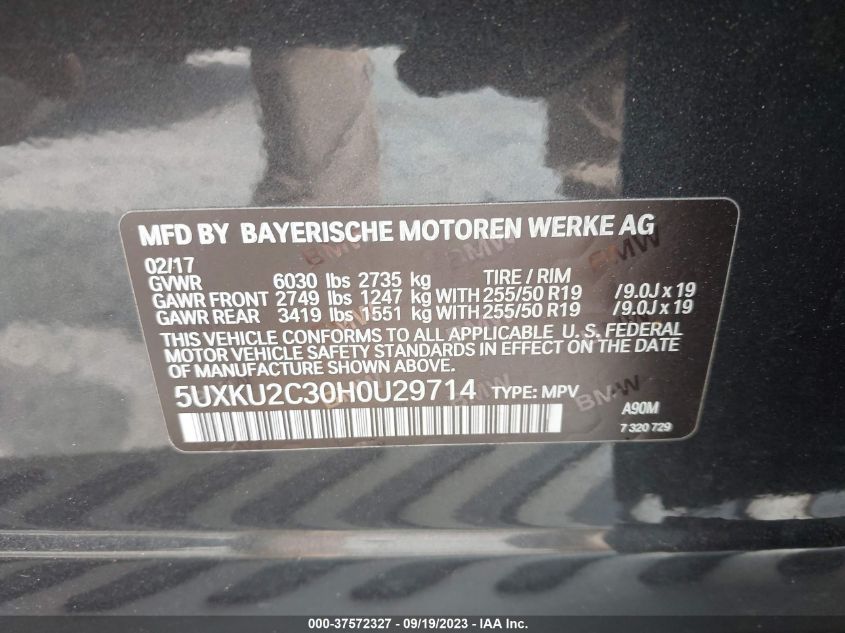 MFD BY BAYERISCHE MOTOREN WERKE AG
02/17
GVWR 6030 lbs 2735 kg TIRE / RIM
GAWR FRONT 2749 lbs 1247 kg WITH 255/50 R19 /9.0J x 19
GAWR REAR 3419 lbs 1551 kg WITH 255/50 R19 /9.0J x 19
THIS VEHICLE CONFORMS TO ALL APPLICABLE U. S. FEDERAL
MOTOR VEHICLE SAFETY STANDARDS IN EFFECT ON THE DATE
OF MANUFACTURE SHOWN ABOVE.
5UXKU2C30H0U29714 TYPE: MPV
A90M
7 320 729
000-37572327 - 09/19/2023 - IAA Inc.